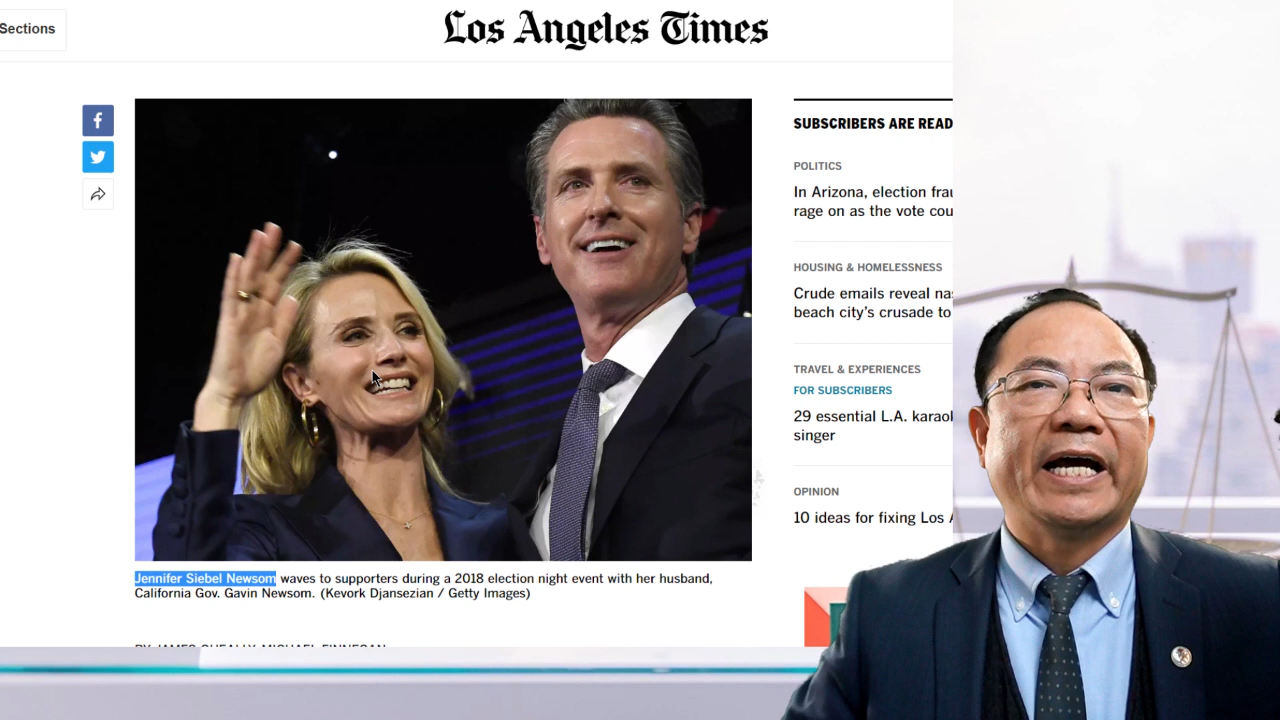 Sections
Los Angeles Times
SUBSCRIBERS ARE READ
POLITICS
In Arizona, election frau
rage on as the vote cou
HOUSING & HOMELESSNESS
Crude emails reveal nas
beach city's crusade to
TRAVEL & EXPERIENCES
FOR SUBSCRIBERS
29 essential L.A. karaok
singer
OPINION
10 ideas for fixing Los A
Jennifer Siebel Newsom waves to supporters during a 2018 election night event with her husband,
California Gov. Gavin Newsom. (Kevork Djansezian / Getty Images)